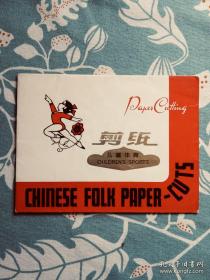 Paper Cutting
剪纸
儿童体育
CHILDREN'S SPORTS
CHINESE FOLK PAPER-CUTS